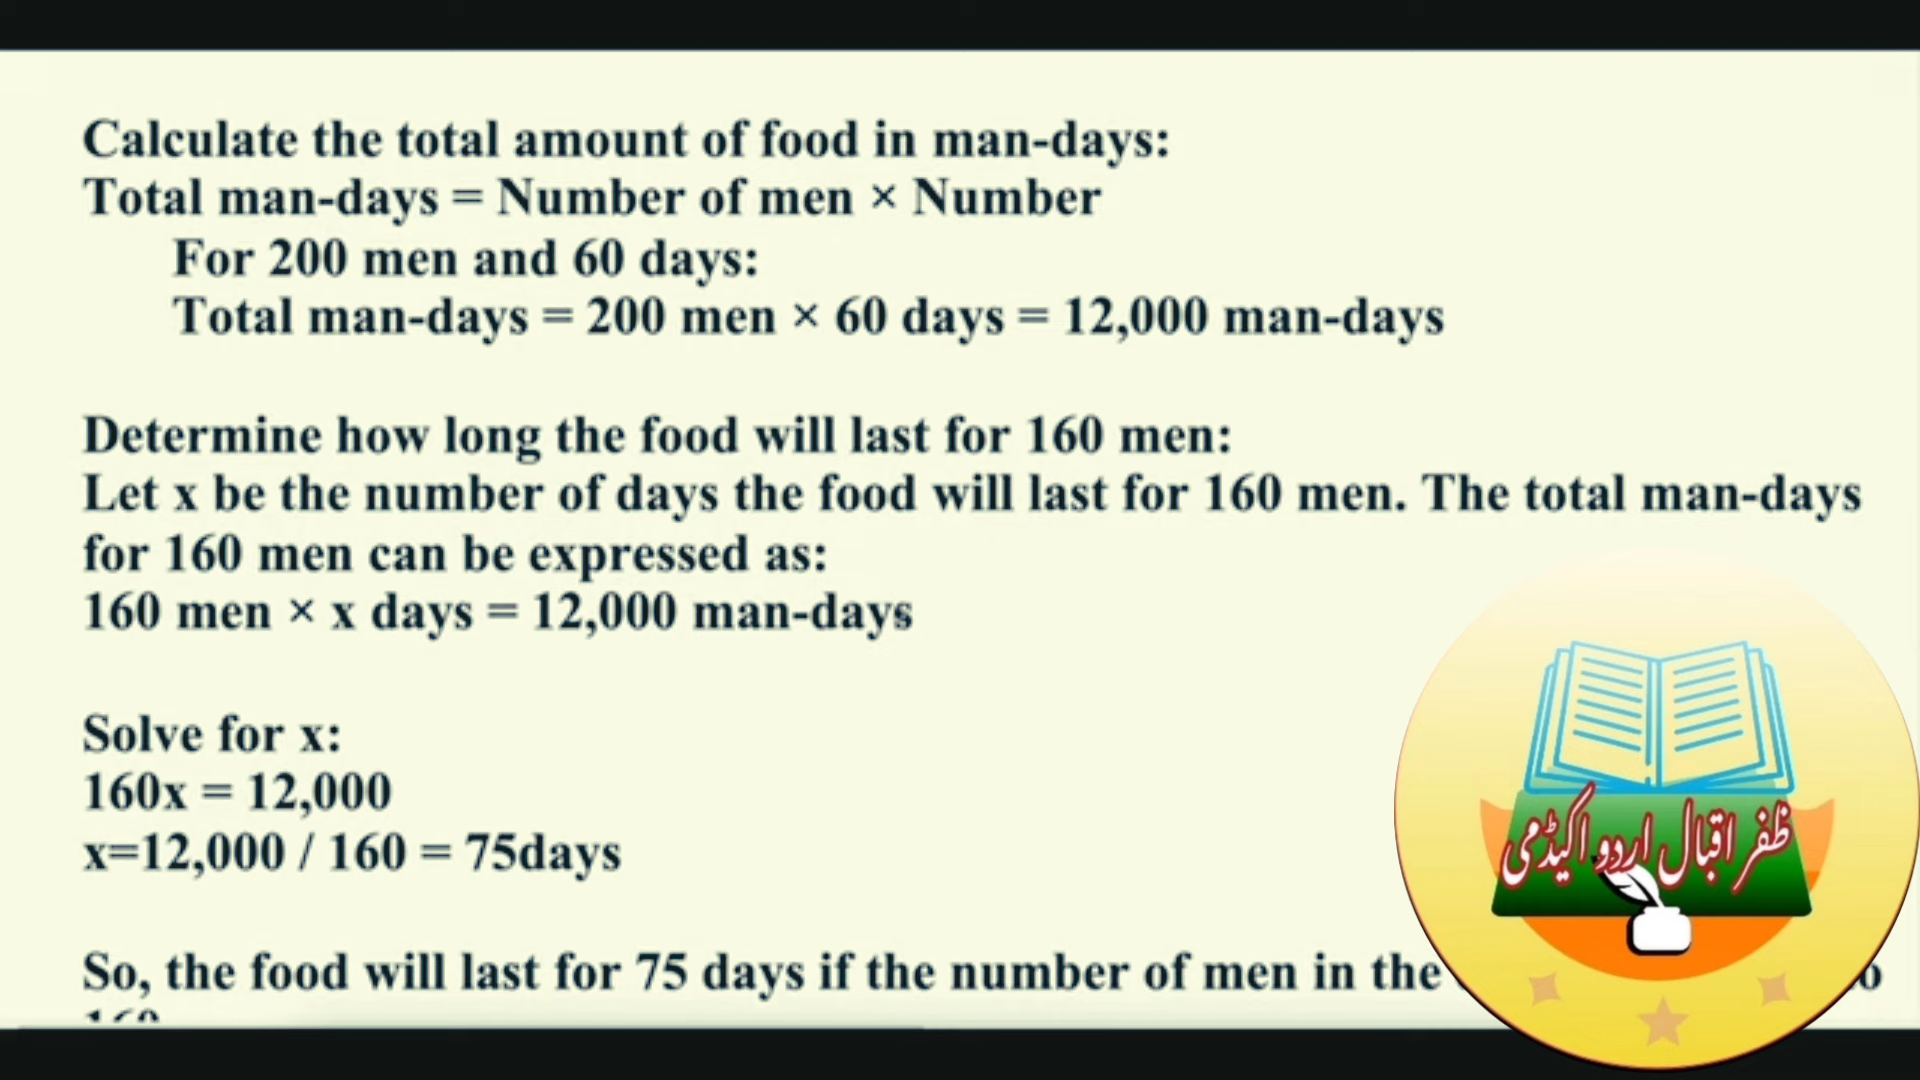 Calculate the total amount of food in man-days:
Total man-days = Number of men × Number
For 200 men and 60 days:
Total man-days = 200 men × 60 days = 12,000 man-days
Determine how long the food will last for 160 men:
Let x be the number of days the food will last for 160 men. The total man-days
for 160 men can be expressed as:
160 men × x days = 12,000 man-days
Solve for x:
160x = 12,000
x=12,000 / 160 = 75days
So, the food will last for 75 days if the number of men in the
ظفر اقبال اردو اکیڈمی